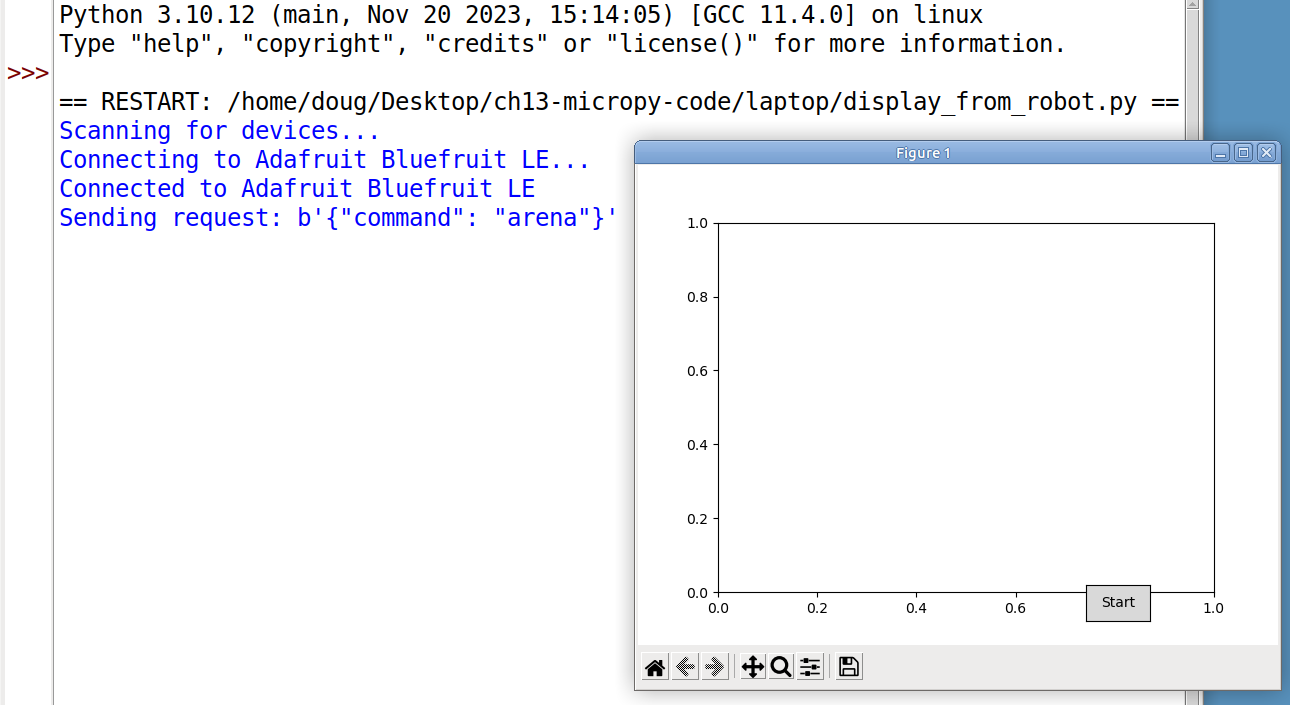 Python 3.10.12 (main, Nov 20 2023, 15:14:05) [GCC 11.4.0] on linux
Type "help", "copyright", "credits" or "license()" for more information.
>>>
== RESTART: /home/doug/Desktop/ch13-micropy-code/laptop/display_from_robot.py ==
Scanning for devices...
Connecting to Adafruit Bluefruit LE...
Connected to Adafruit Bluefruit LE
Sending request: b'{"command": "arena"}'
Figure 1
1.0
0.8
0.6
0.4
0.2
0.0
0.0 0.2 0.4 0.6 1.0
Start